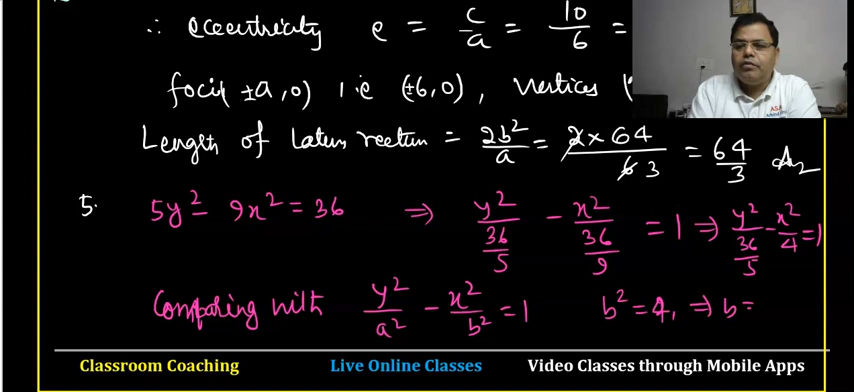 ∴ eccentricity e = c/a = 10/6 =
foci( ±a, 0) i.e (±6, 0), vertices (
Length of latus rectum = 2b²/a = 2 × 64/6 3 = 64/3 Ans
5. 5y² - 9x² = 36 ⇒ y²/(36/5) - x²/(36/9) = 1 ⇒ y²/(36/5) - x²/4 = 1
Comparing with y²/a² - x²/b² = 1 b² = 4, ⇒ b =
Classroom Coaching Live Online Classes Video Classes through Mobile Apps